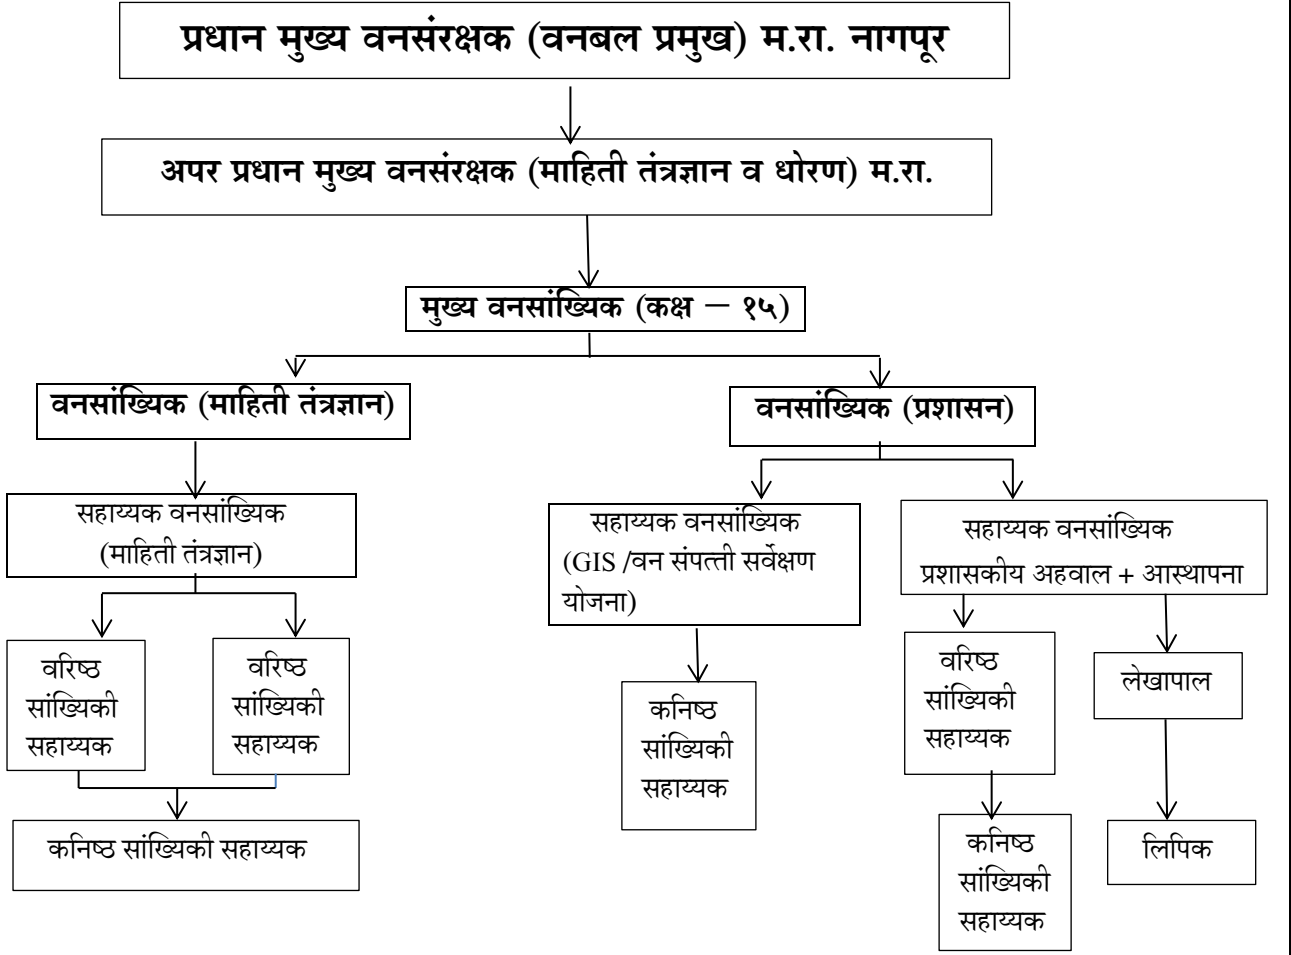 प्रधान मुख्य वनसंरक्षक (वनबल प्रमुख) म.रा. नागपूर
अपर प्रधान मुख्य वनसंरक्षक (माहिती तंत्रज्ञान व धोरण) म.रा.
मुख्य वनसांख्यिक (कक्ष – १५)
वनसांख्यिक (माहिती तंत्रज्ञान)
वनसांख्यिक (प्रशासन)
सहाय्यक वनसांख्यिक
(माहिती तंत्रज्ञान)
सहाय्यक वनसांख्यिक
(GIS /वन संपत्ती सर्वेक्षण
योजना)
सहाय्यक वनसांख्यिक
प्रशासकीय अहवाल + आस्थापना
वरिष्ठ
सांख्यिकी
सहाय्यक
वरिष्ठ
सांख्यिकी
सहाय्यक
कनिष्ठ
सांख्यिकी
सहाय्यक
वरिष्ठ
सांख्यिकी
सहाय्यक
लेखापाल
कनिष्ठ सांख्यिकी सहाय्यक
कनिष्ठ
सांख्यिकी
सहाय्यक
लिपिक